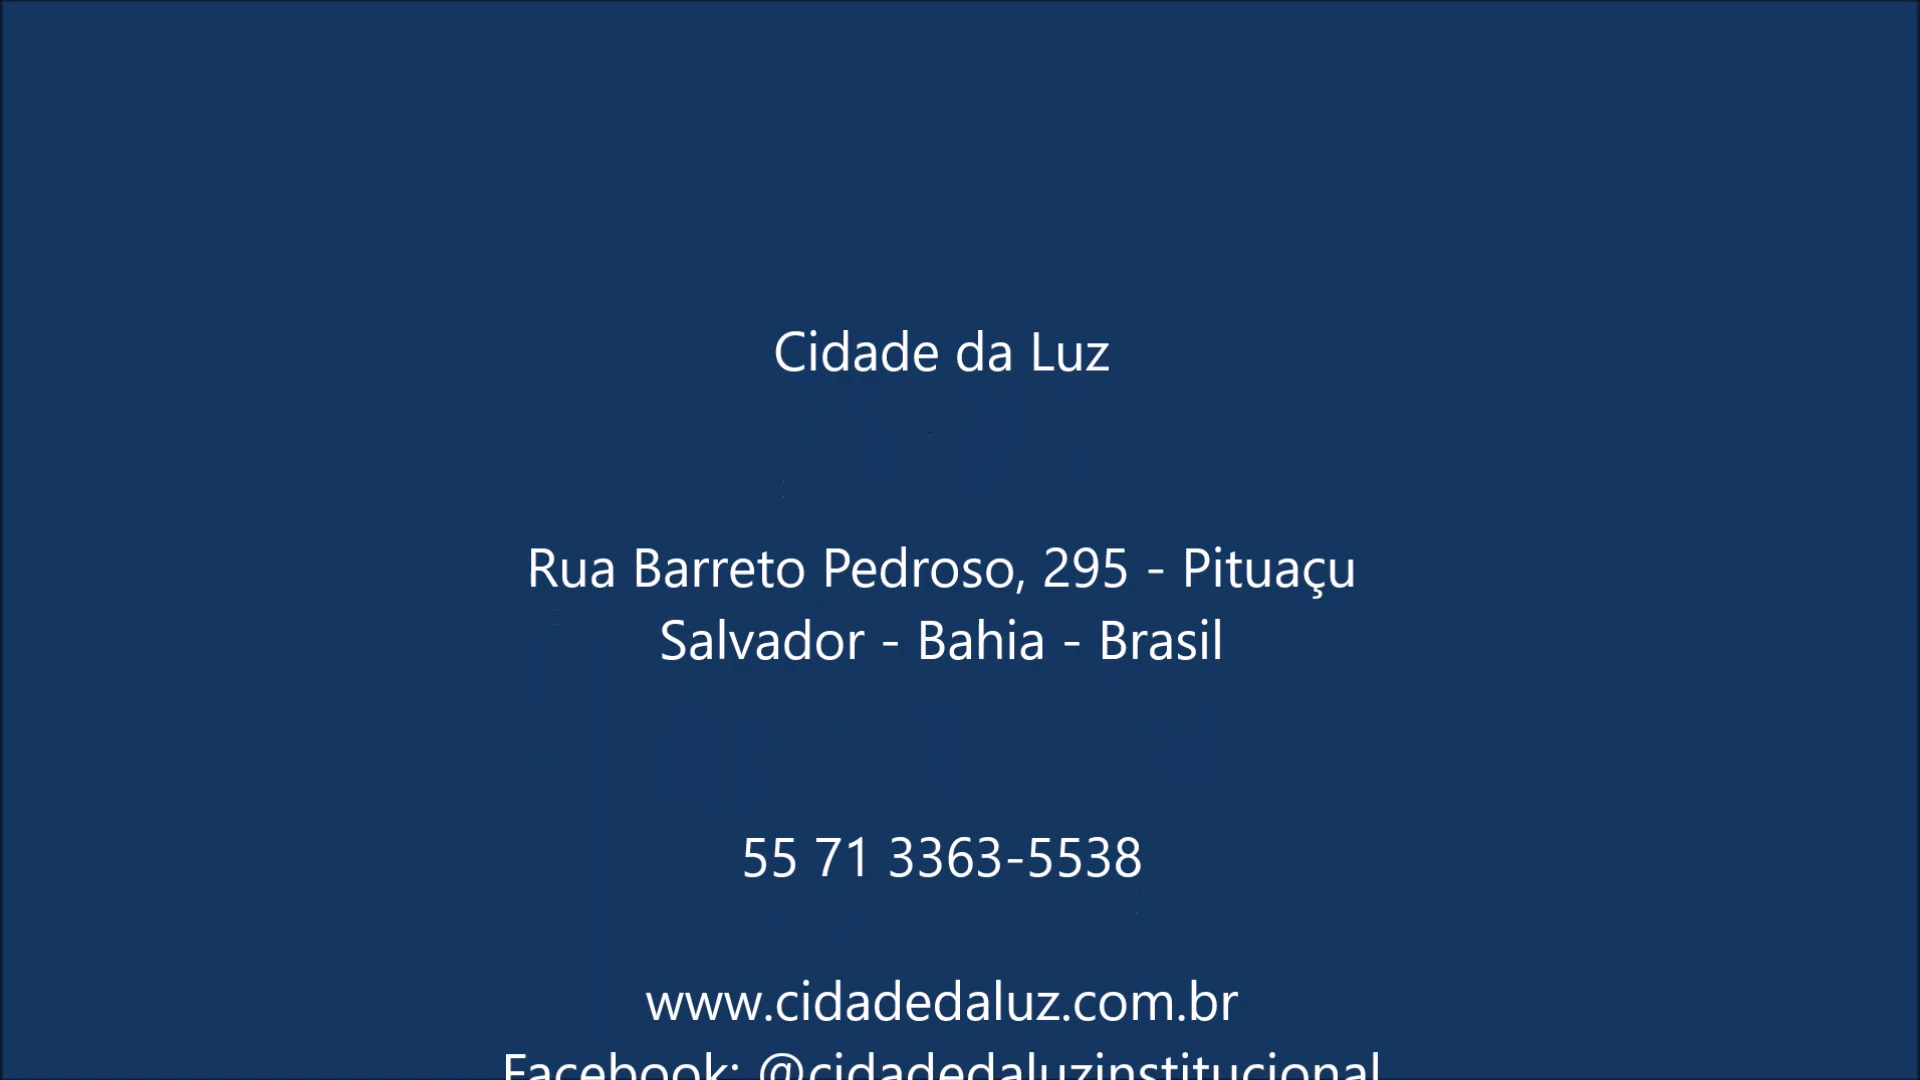 Cidade da Luz
Rua Barreto Pedroso, 295 - Pituaçu
Salvador - Bahia - Brasil
55 71 3363-5538
www.cidadedaluz.com.br
Facebook: @cidadedaluzinstitucional